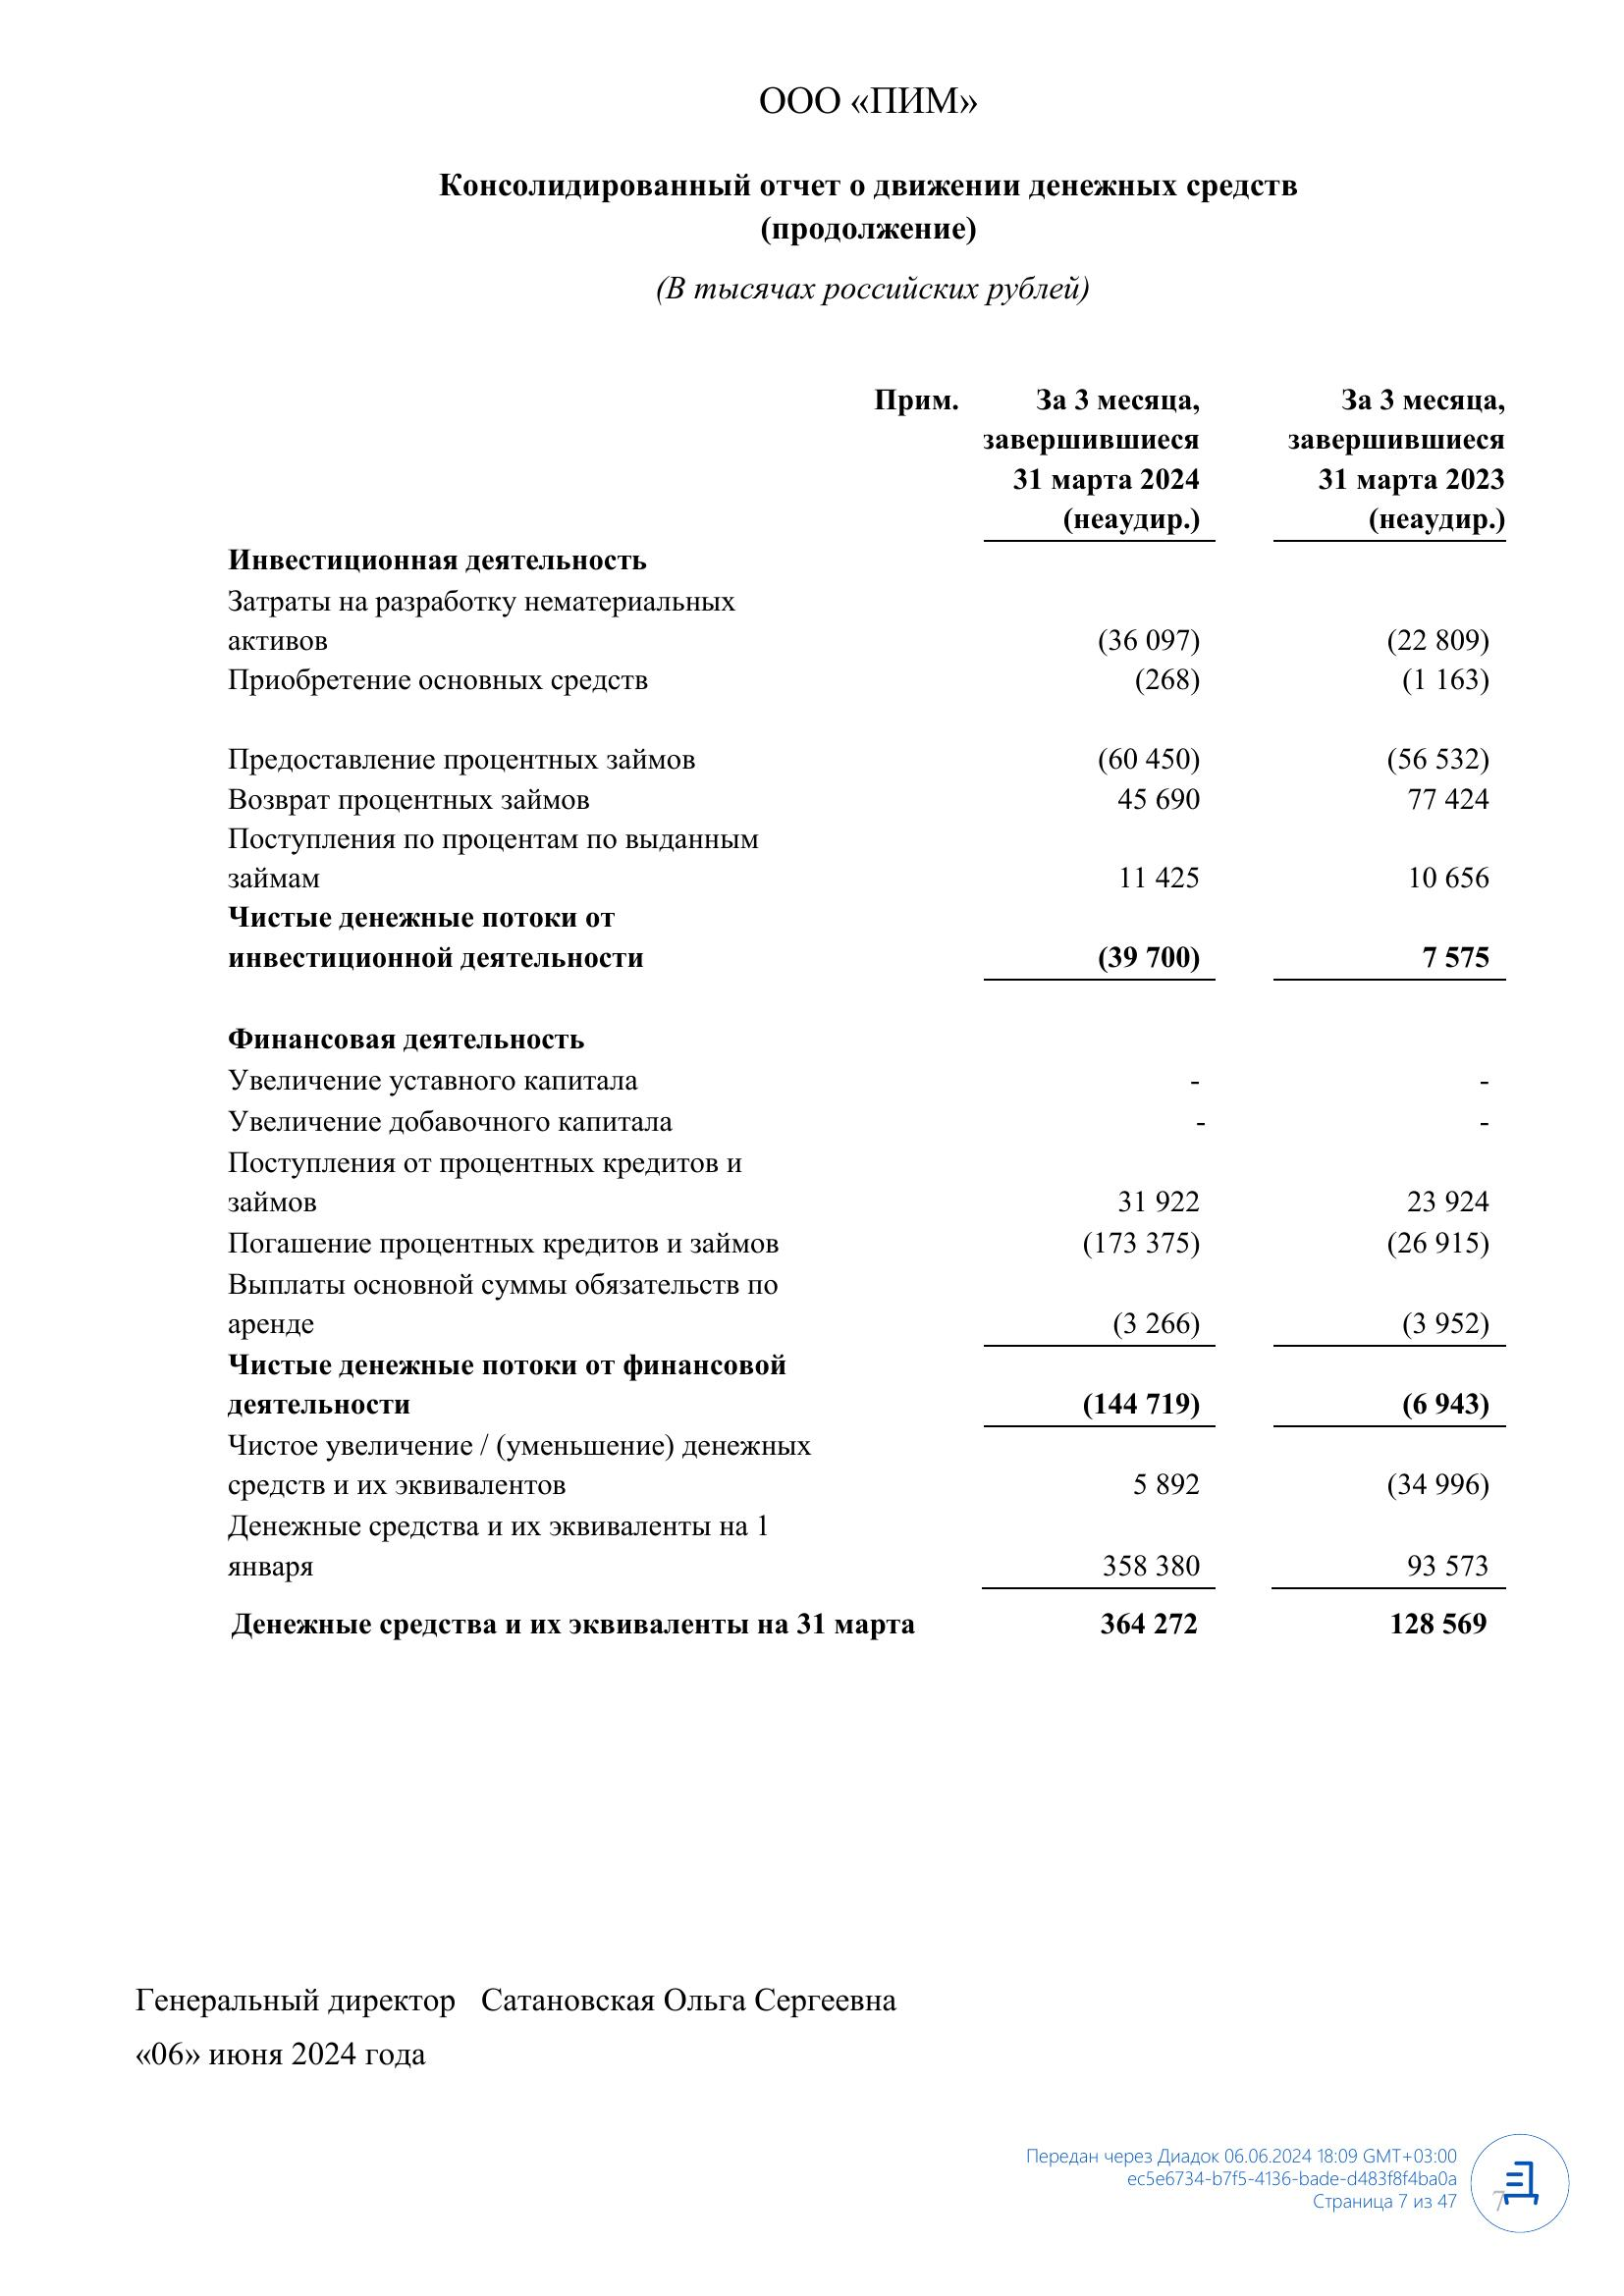 ООО «ПИМ»
Консолидированный отчет о движении денежных средств
(продолжение)
(В тысячах российских рублей)
Прим. За 3 месяца, За 3 месяца,
завершившиеся завершившиеся
31 марта 2024 31 марта 2023
(неаудир.) (неаудир.)
Инвестиционная деятельность
Затраты на разработку нематериальных
активов (36 097) (22 809)
Приобретение основных средств (268) (1 163)
Предоставление процентных займов (60 450) (56 532)
Возврат процентных займов 45 690 77 424
Поступления по процентам по выданным
займам 11 425 10 656
Чистые денежные потоки от
инвестиционной деятельности (39 700) 7 575
Финансовая деятельность
Увеличение уставного капитала - -
Увеличение добавочного капитала - -
Поступления от процентных кредитов и
займов 31 922 23 924
Погашение процентных кредитов и займов (173 375) (26 915)
Выплаты основной суммы обязательств по
аренде (3 266) (3 952)
Чистые денежные потоки от финансовой
деятельности (144 719) (6 943)
Чистое увеличение / (уменьшение) денежных
средств и их эквивалентов 5 892 (34 996)
Денежные средства и их эквиваленты на 1
января 358 380 93 573
Денежные средства и их эквиваленты на 31 марта 364 272 128 569
Генеральный директор Сатановская Ольга Сергеевна
«06» июня 2024 года
Передан через Диадок 06.06.2024 18:09 GMT+03:00
ec5e6734-b7f5-4136-bade-d483f8f4ba0a
Страница 7 из 47
7